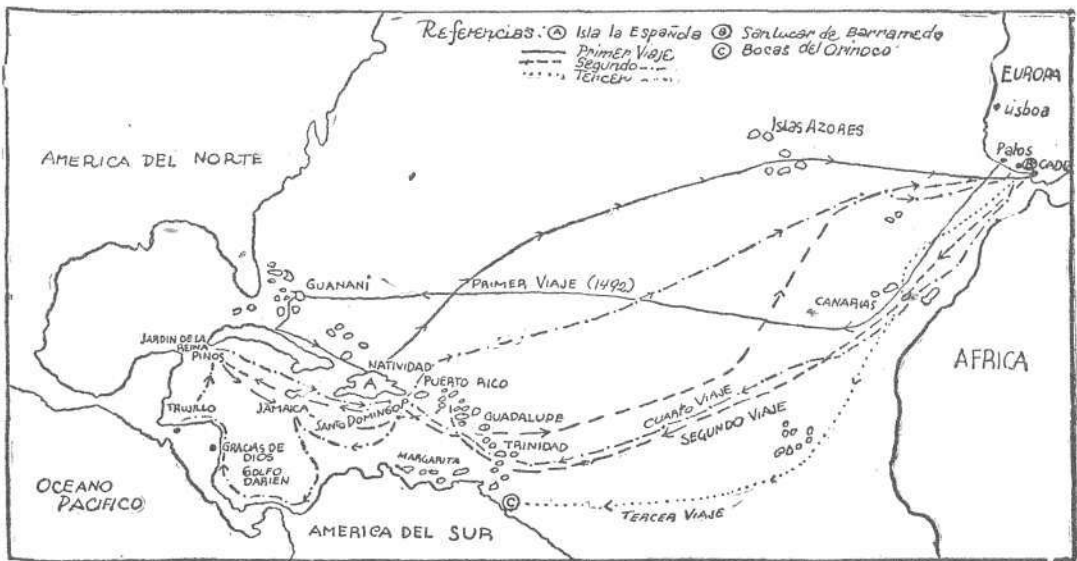 Referencias: Ⓐ Isla la Española Ⓑ Sanlucar de Barrameda
Primer Viaje Ⓒ Bocas del Orinoco
Segundo
Tercer
EUROPA
Lisboa
Islas AZORES
Palos
B
CADI
AMERICA DEL NORTE
GUANANÍ
PRIMER VIAJE (1492)
CANARIAS
JARDIN DE LA
REINA
PINOS
NATIVIDAD
A
PUERTO RICO
AFRICA
TRUJILLO
JAMAICA
SANTO DOMINGO
GUADALUPE
CUARTO VIAJE
SEGUNDO VIAJE
TRINIDAD
GRACIAS DE
DIOS
GOLFO
DARIEN
MARGARITA
OCEANO
PACIFICO
C
TERCER VIAJE
AMERICA DEL SUR